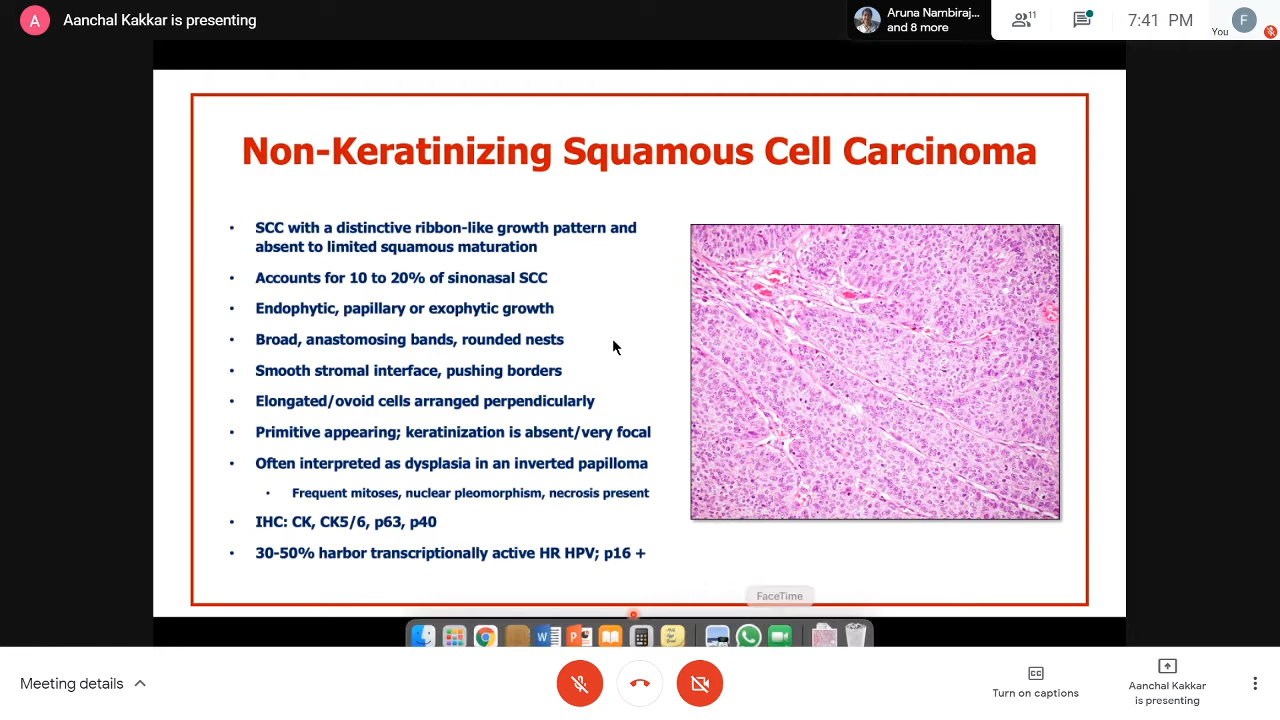 A
Aanchal Kakkar is presenting
Aruna Nambiraj...
and 8 more
11
7:41 PM
You
F
Non-Keratinizing Squamous Cell Carcinoma
• SCC with a distinctive ribbon-like growth pattern and
absent to limited squamous maturation
• Accounts for 10 to 20% of sinonasal SCC
• Endophytic, papillary or exophytic growth
• Broad, anastomosing bands, rounded nests
• Smooth stromal interface, pushing borders
• Elongated/ovoid cells arranged perpendicularly
• Primitive appearing; keratinization is absent/very focal
• Often interpreted as dysplasia in an inverted papilloma
• Frequent mitoses, nuclear pleomorphism, necrosis present
• IHC: CK, CK5/6, p63, p40
• 30-50% harbor transcriptionally active HR HPV; p16 +
FaceTime
W
P
Meeting details
CC
Turn on captions
Aanchal Kakkar
is presenting